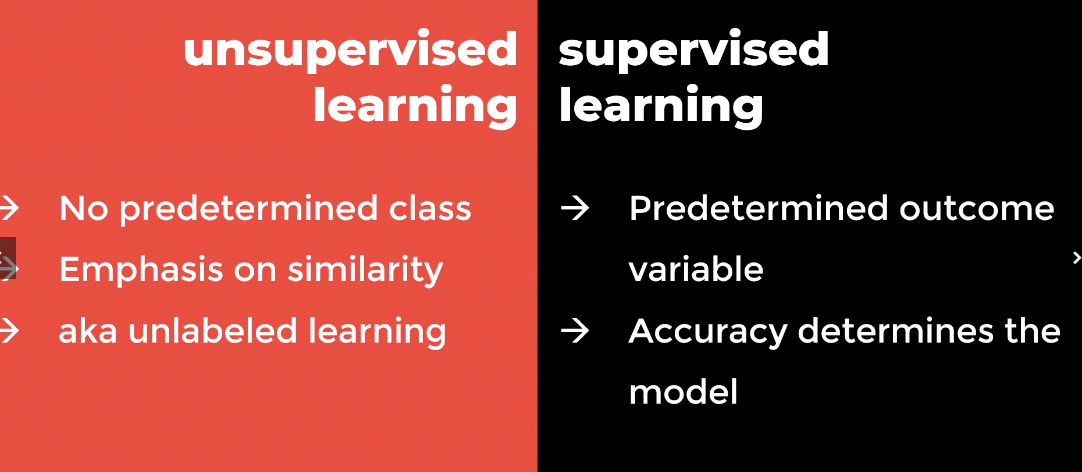 unsupervised
learning
→ No predetermined class
→ Emphasis on similarity
→ aka unlabeled learning
supervised
learning
→ Predetermined outcome
variable
→ Accuracy determines the
model